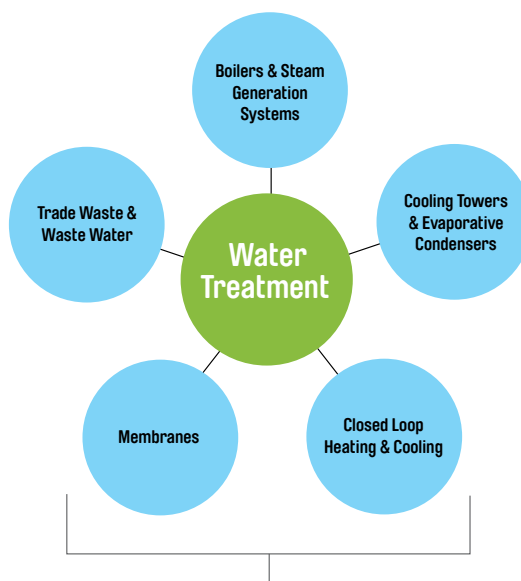 Boilers & Steam
Generation
Systems
Trade Waste &
Waste Water
Cooling Towers
& Evaporative
Condensers
Water
Treatment
Membranes
Closed Loop
Heating & Cooling